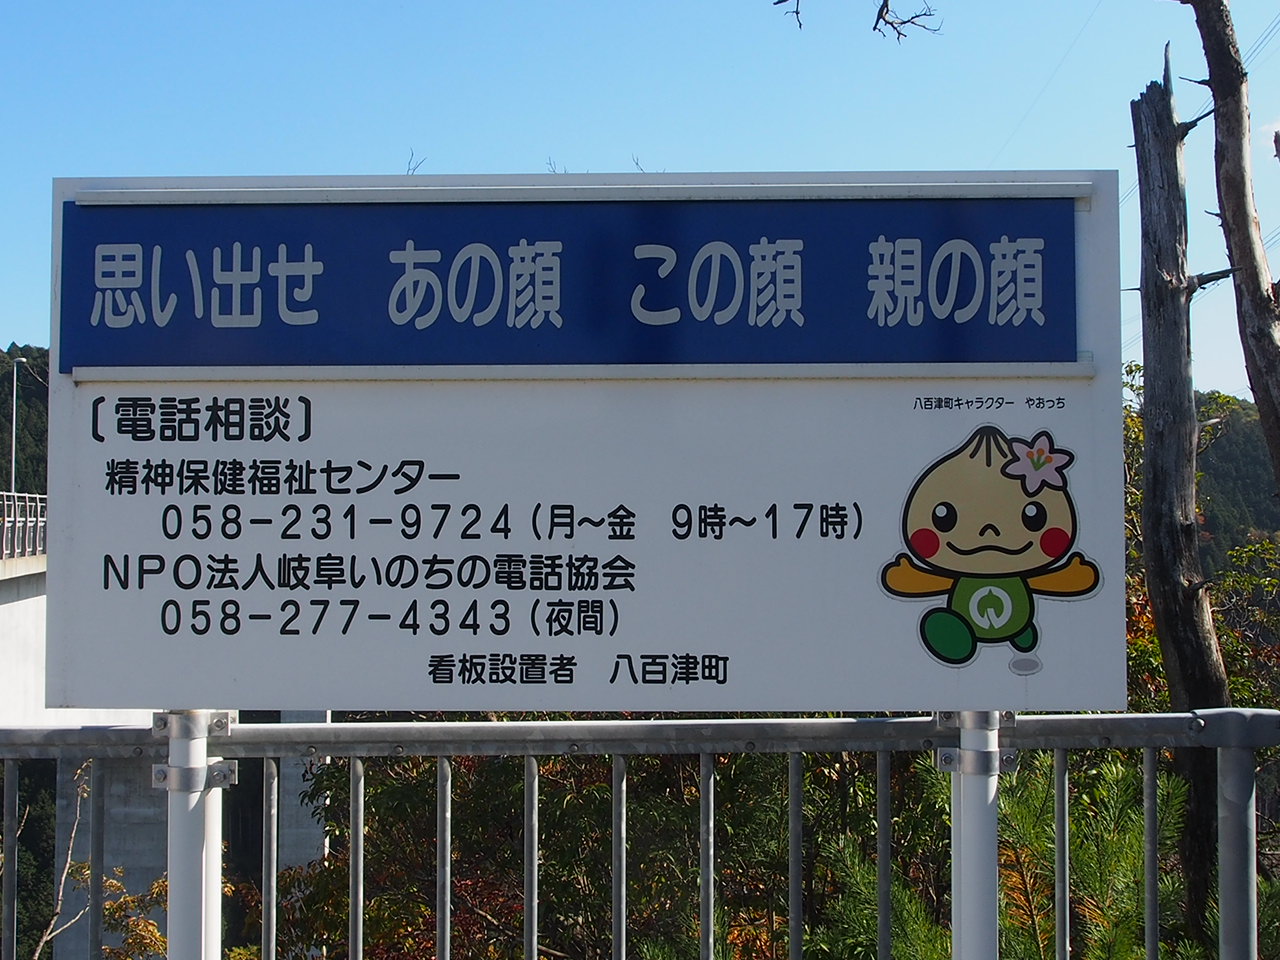 思い出せ　あの顔　この顔　親の顔
〔電話相談〕
八百津町キャラクター　やおっち
精神保健福祉センター
058-231-9724（月～金　9時～17時）
NPO法人岐阜いのちの電話協会
058-277-4343（夜間）
看板設置者　八百津町